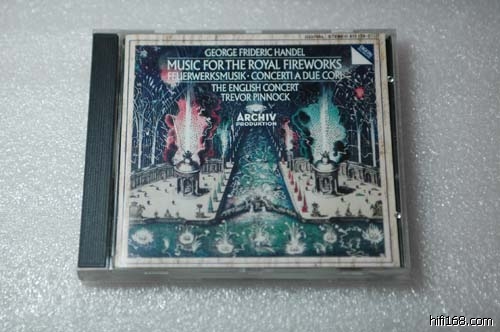 GEORGE FRIDERIC HANDEL
MUSIC FOR THE ROYAL FIREWORKS
FEUERWERKSMUSIK · CONCERTI A DUE CORI
THE ENGLISH CONCERT
TREVOR PINNOCK
ARCHIV
PRODUKTION
hifi168.com